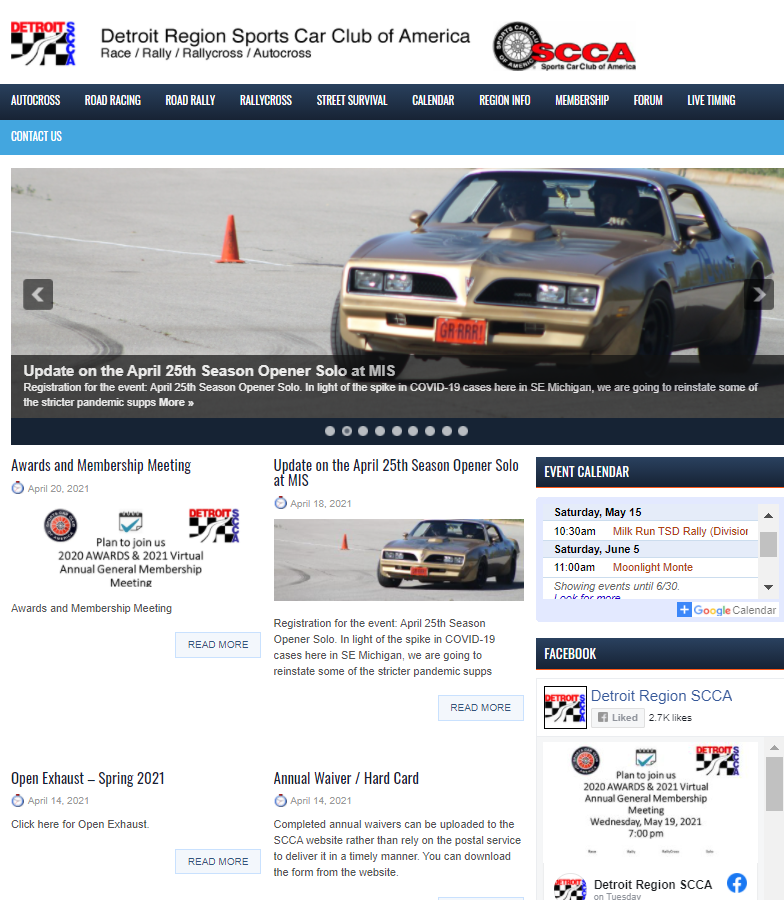 DETROIT SCCA
Detroit Region Sports Car Club of America
Race / Rally / Rallycross / Autocross
SPORTS CAR CLUB OF AMERICA
SCCA
Sports Car Club of America
AUTOCROSS ROAD RACING ROAD RALLY RALLYCROSS STREET SURVIVAL CALENDAR REGION INFO MEMBERSHIP FORUM LIVE TIMING
CONTACT US
GR RRR!
Update on the April 25th Season Opener Solo at MIS
Registration for the event: April 25th Season Opener Solo. In light of the spike in COVID-19 cases here in SE Michigan, we are going to reinstate some of
the stricter pandemic supps More »
Awards and Membership Meeting
April 20, 2021
DETROIT SCCA
Plan to join us
2020 AWARDS & 2021 Virtual
Annual General Membership
Meeting
Awards and Membership Meeting
READ MORE
Update on the April 25th Season Opener Solo
at MIS
April 18, 2021
Registration for the event: April 25th Season
Opener Solo. In light of the spike in COVID-19
cases here in SE Michigan, we are going to
reinstate some of the stricter pandemic supps
READ MORE
Open Exhaust – Spring 2021
April 14, 2021
Click here for Open Exhaust.
READ MORE
Annual Waiver / Hard Card
April 14, 2021
Completed annual waivers can be uploaded to the
SCCA website rather than rely on the postal service
to deliver it in a timely manner. You can download
the form from the website.
EVENT CALENDAR
Saturday, May 15
10:30am Milk Run TSD Rally (Division
Saturday, June 5
11:00am Moonlight Monte
Showing events until 6/30.
Look for more
Google Calendar
FACEBOOK
DETROIT SCCA
Detroit Region SCCA
Liked 2.7K likes
DETROIT SCCA
Plan to join us
2020 AWARDS & 2021 Virtual
Annual General Membership
Meeting
Wednesday, May 19, 2021
7:00 pm
Race Rally RallyCross Solo
DETROIT
Detroit Region SCCA
on Tuesday